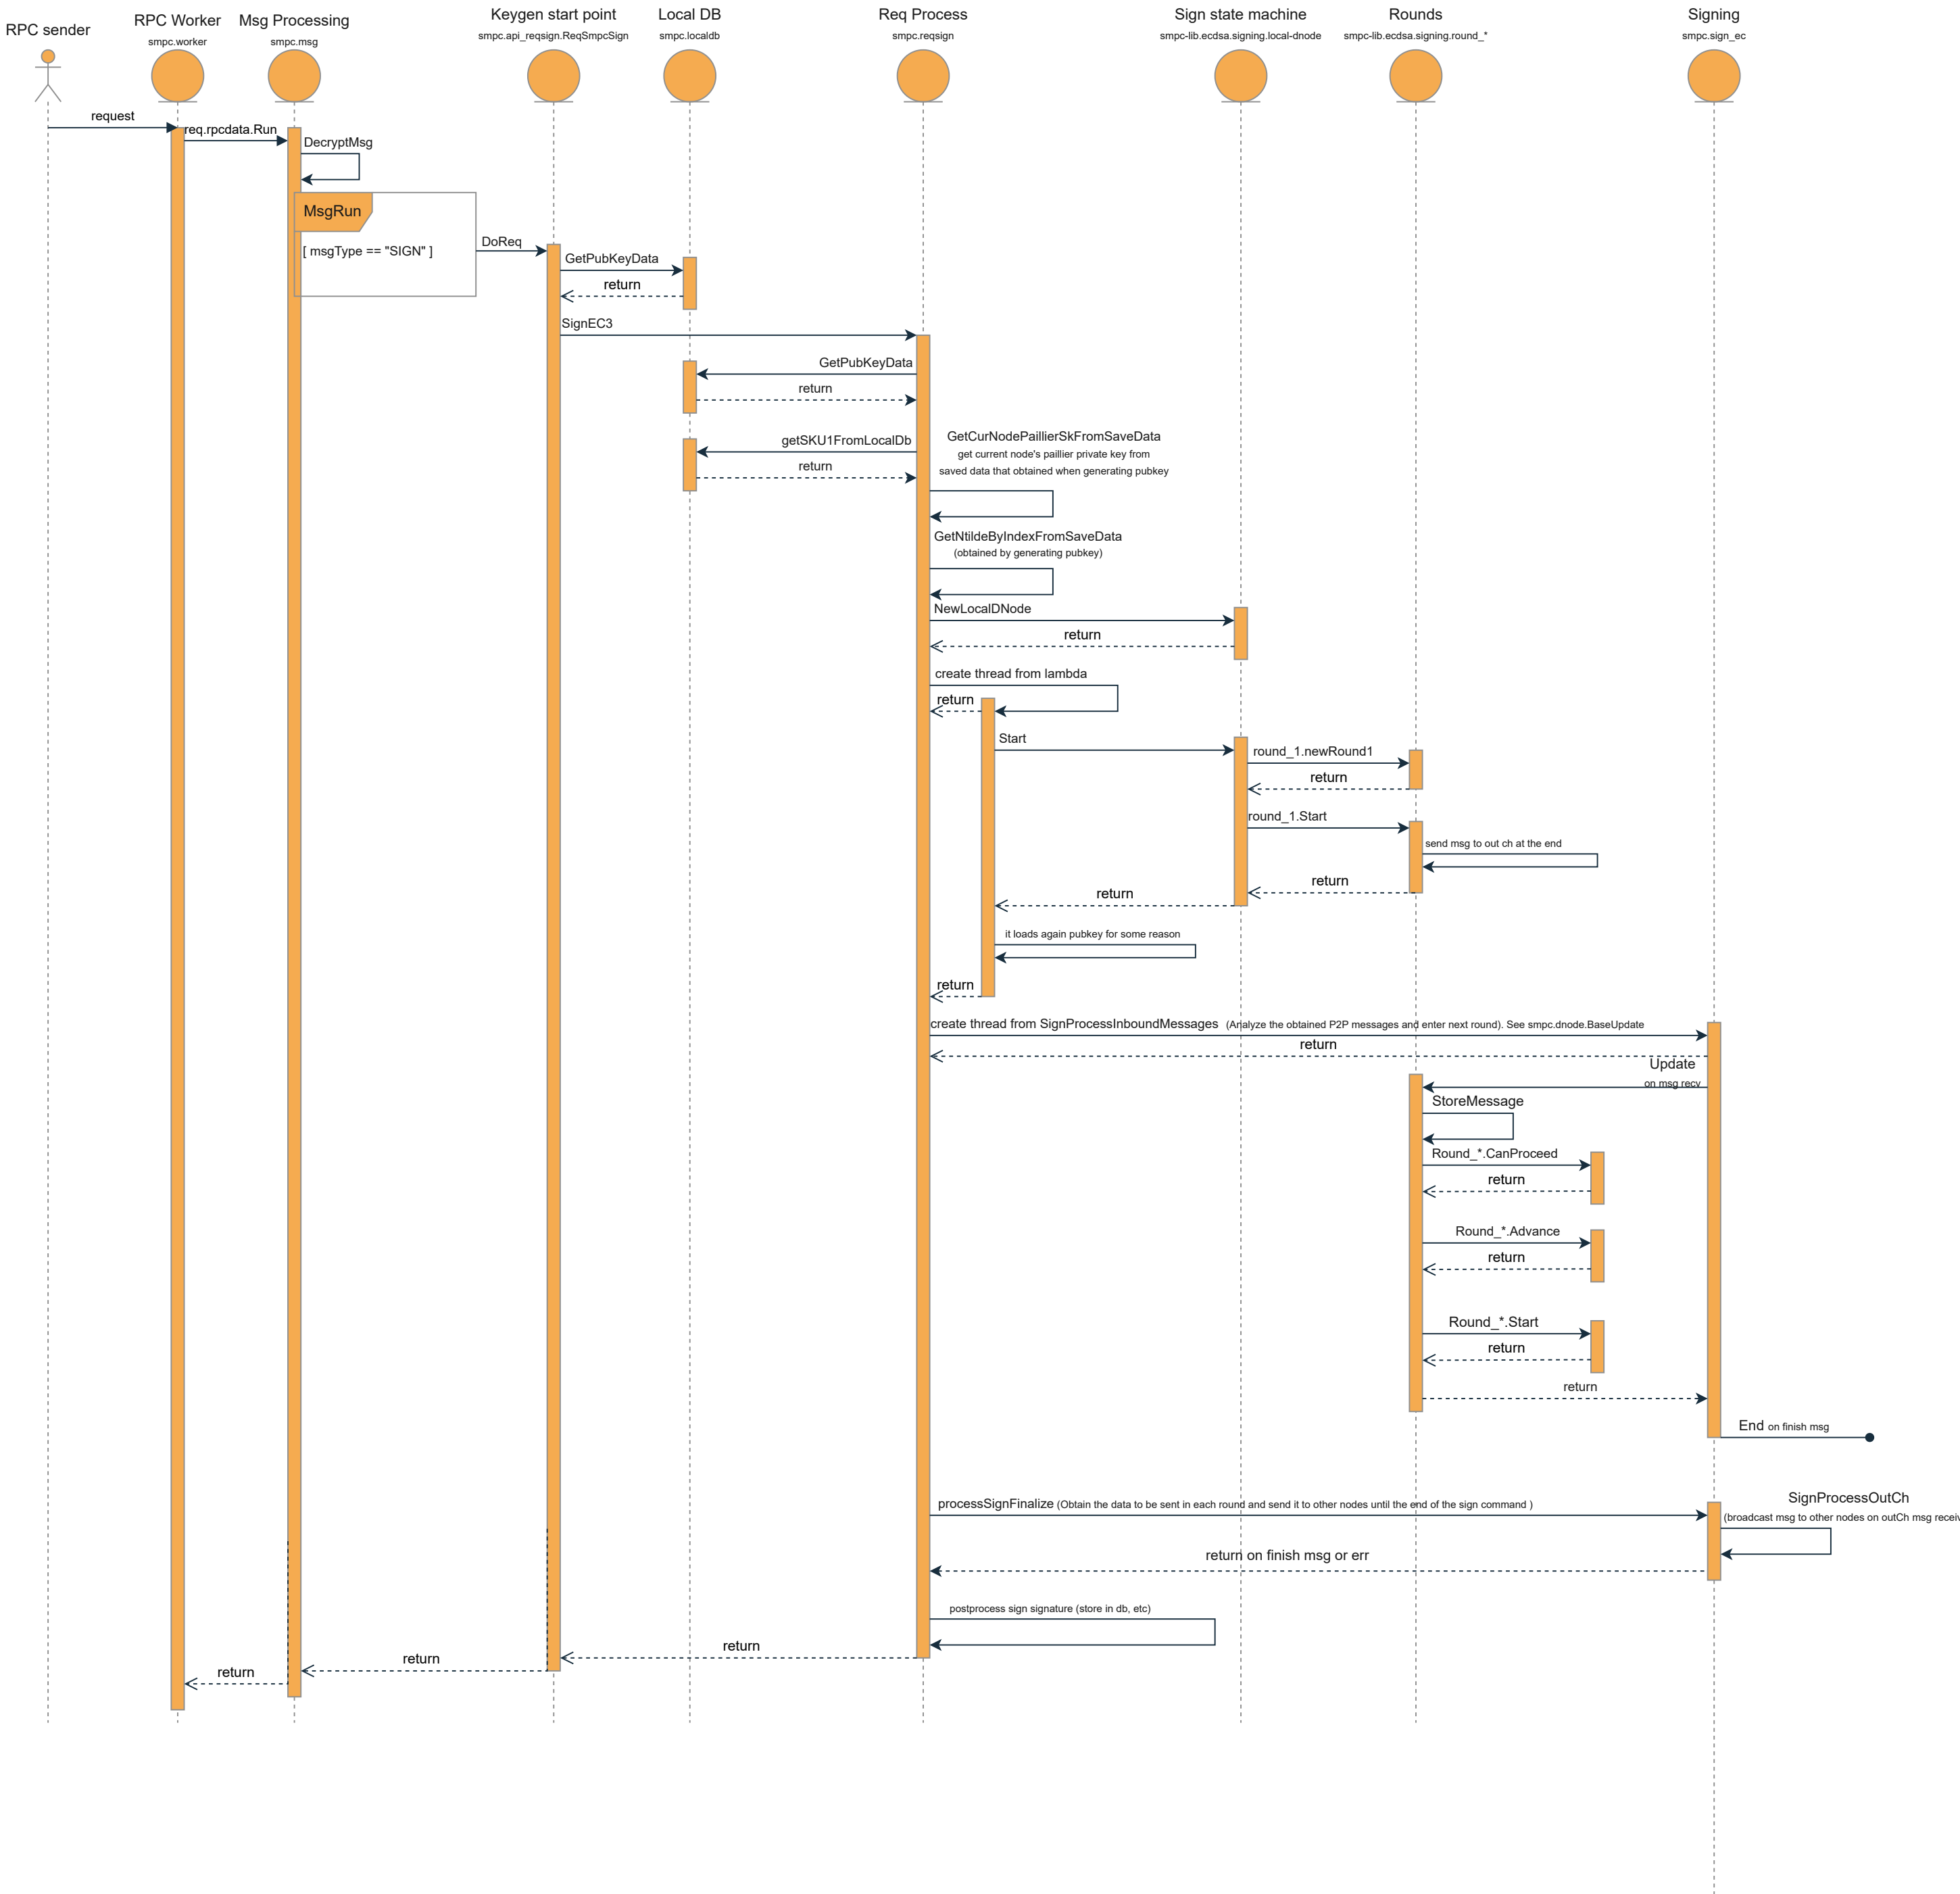 RPC sender
RPC Worker
smpc.worker
Msg Processing
smpc.msg
Keygen start point
smpc.api_reqsign.ReqSmpcSign
Local DB
smpc.localdb
Req Process
smpc.reqsign
Sign state machine
smpc-lib.ecdsa.signing.local-dnode
Rounds
smpc-lib.ecdsa.signing.round_*
Signing
smpc.sign_ec
request
req.rpcdata.Run
DecryptMsg
MsgRun
[ msgType == "SIGN" ]
DoReq
GetPubKeyData
return
SignEC3
GetPubKeyData
return
getSKU1FromLocalDb
return
GetCurNodePaillierSkFromSaveData
get current node's paillier private key from
saved data that obtained when generating pubkey
GetNtildeByIndexFromSaveData
(obtained by generating pubkey)
NewLocalDNode
return
create thread from lambda
return
Start
round_1.newRound1
return
round_1.Start
send msg to out ch at the end
return
return
it loads again pubkey for some reason
return
create thread from SignProcessInboundMessages (Analyze the obtained P2P messages and enter next round). See smpc.dnode.BaseUpdate
return
Update
on msg recv
StoreMessage
Round_*.CanProceed
return
Round_*.Advance
return
Round_*.Start
return
return
End on finish msg
processSignFinalize (Obtain the data to be sent in each round and send it to other nodes until the end of the sign command )
SignProcessOutCh
(broadcast msg to other nodes on outCh msg receiv
return on finish msg or err
postprocess sign signature (store in db, etc)
return
return
return